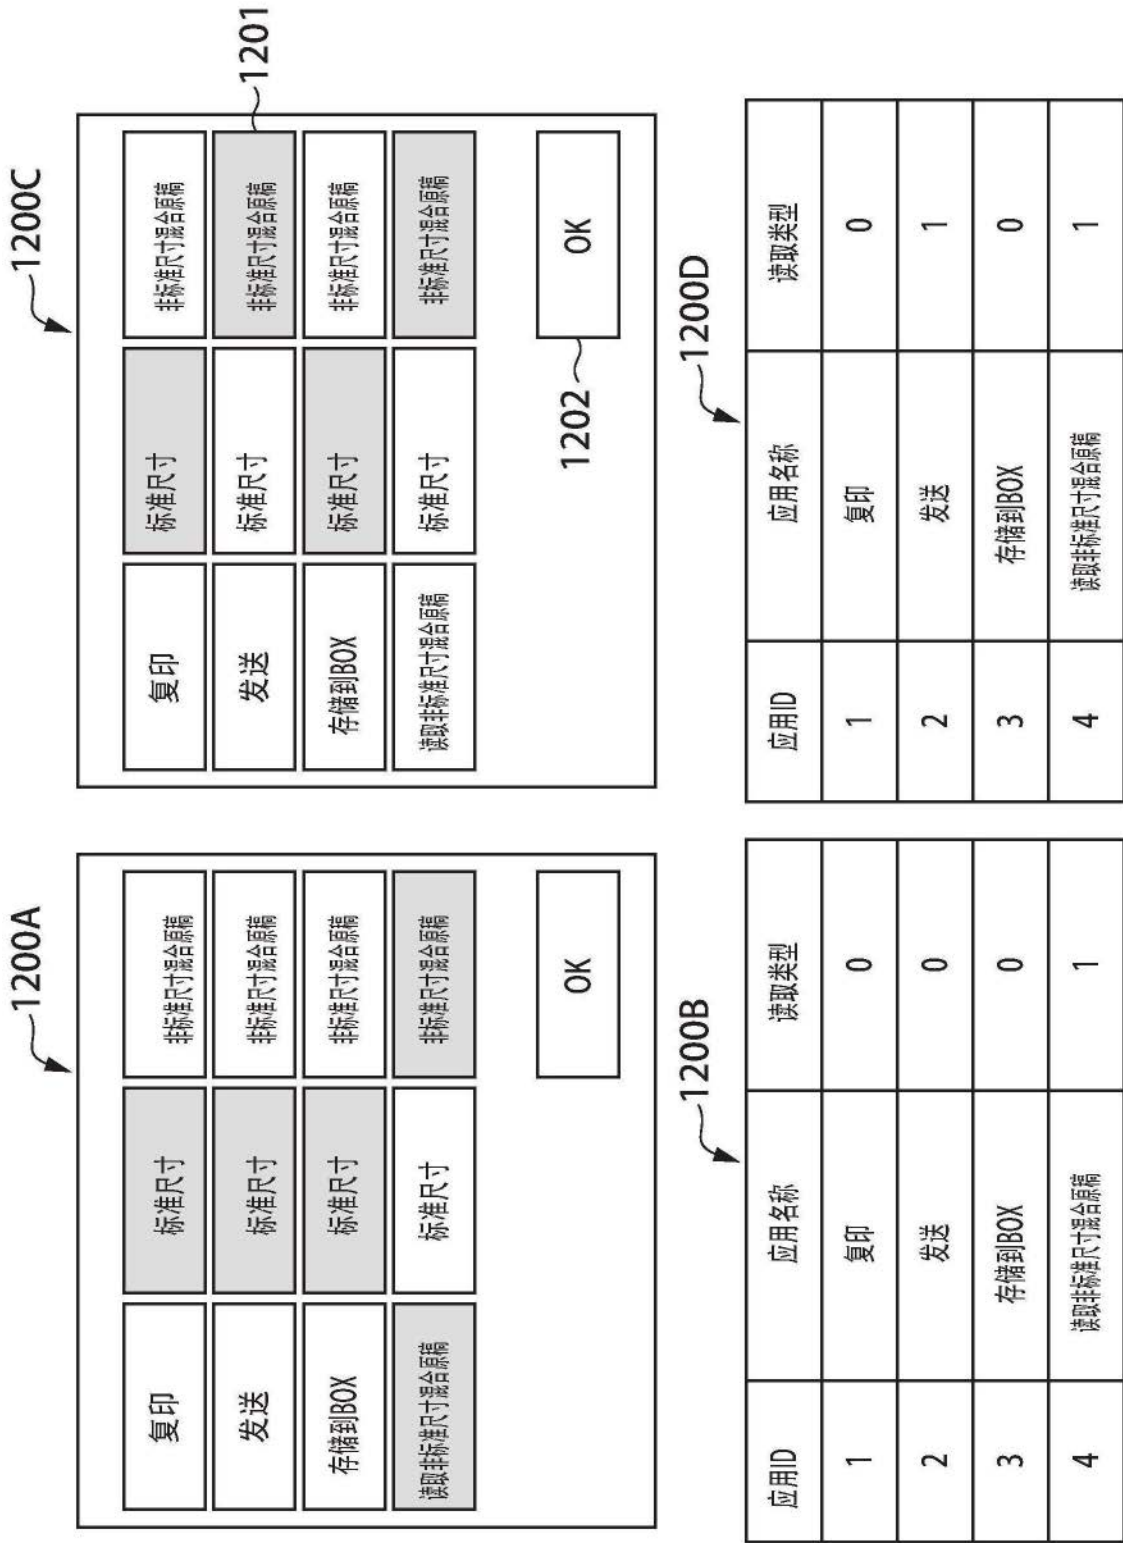 1200A
复印 标准尺寸 非标准尺寸混合原稿
发送 标准尺寸 非标准尺寸混合原稿
存储到BOX 标准尺寸 非标准尺寸混合原稿
读取非标准尺寸混合原稿 标准尺寸 非标准尺寸混合原稿
OK
1200C
复印 标准尺寸 非标准尺寸混合原稿
发送 标准尺寸 非标准尺寸混合原稿
1201
存储到BOX 标准尺寸 非标准尺寸混合原稿
读取非标准尺寸混合原稿 标准尺寸 非标准尺寸混合原稿
1202
OK
1200B
应用ID 应用名称 读取类型
1 复印 0
2 发送 0
3 存储到BOX 0
4 读取非标准尺寸混合原稿 1
1200D
应用ID 应用名称 读取类型
1 复印 0
2 发送 1
3 存储到BOX 0
4 读取非标准尺寸混合原稿 1